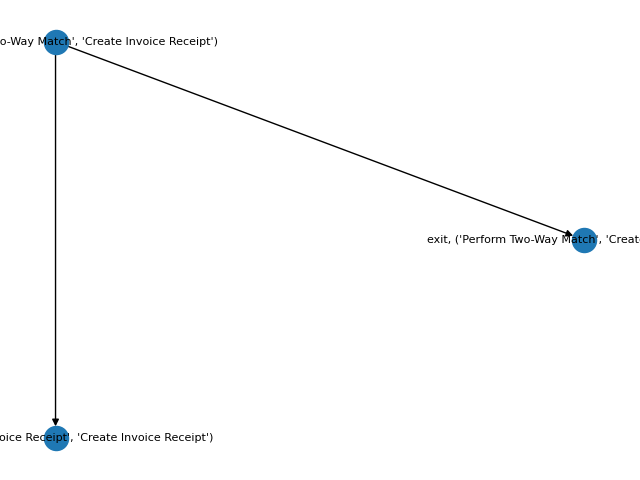 o-Way Match', 'Create Invoice Receipt')
exit, ('Perform Two-Way Match', 'Create
oice Receipt', 'Create Invoice Receipt')